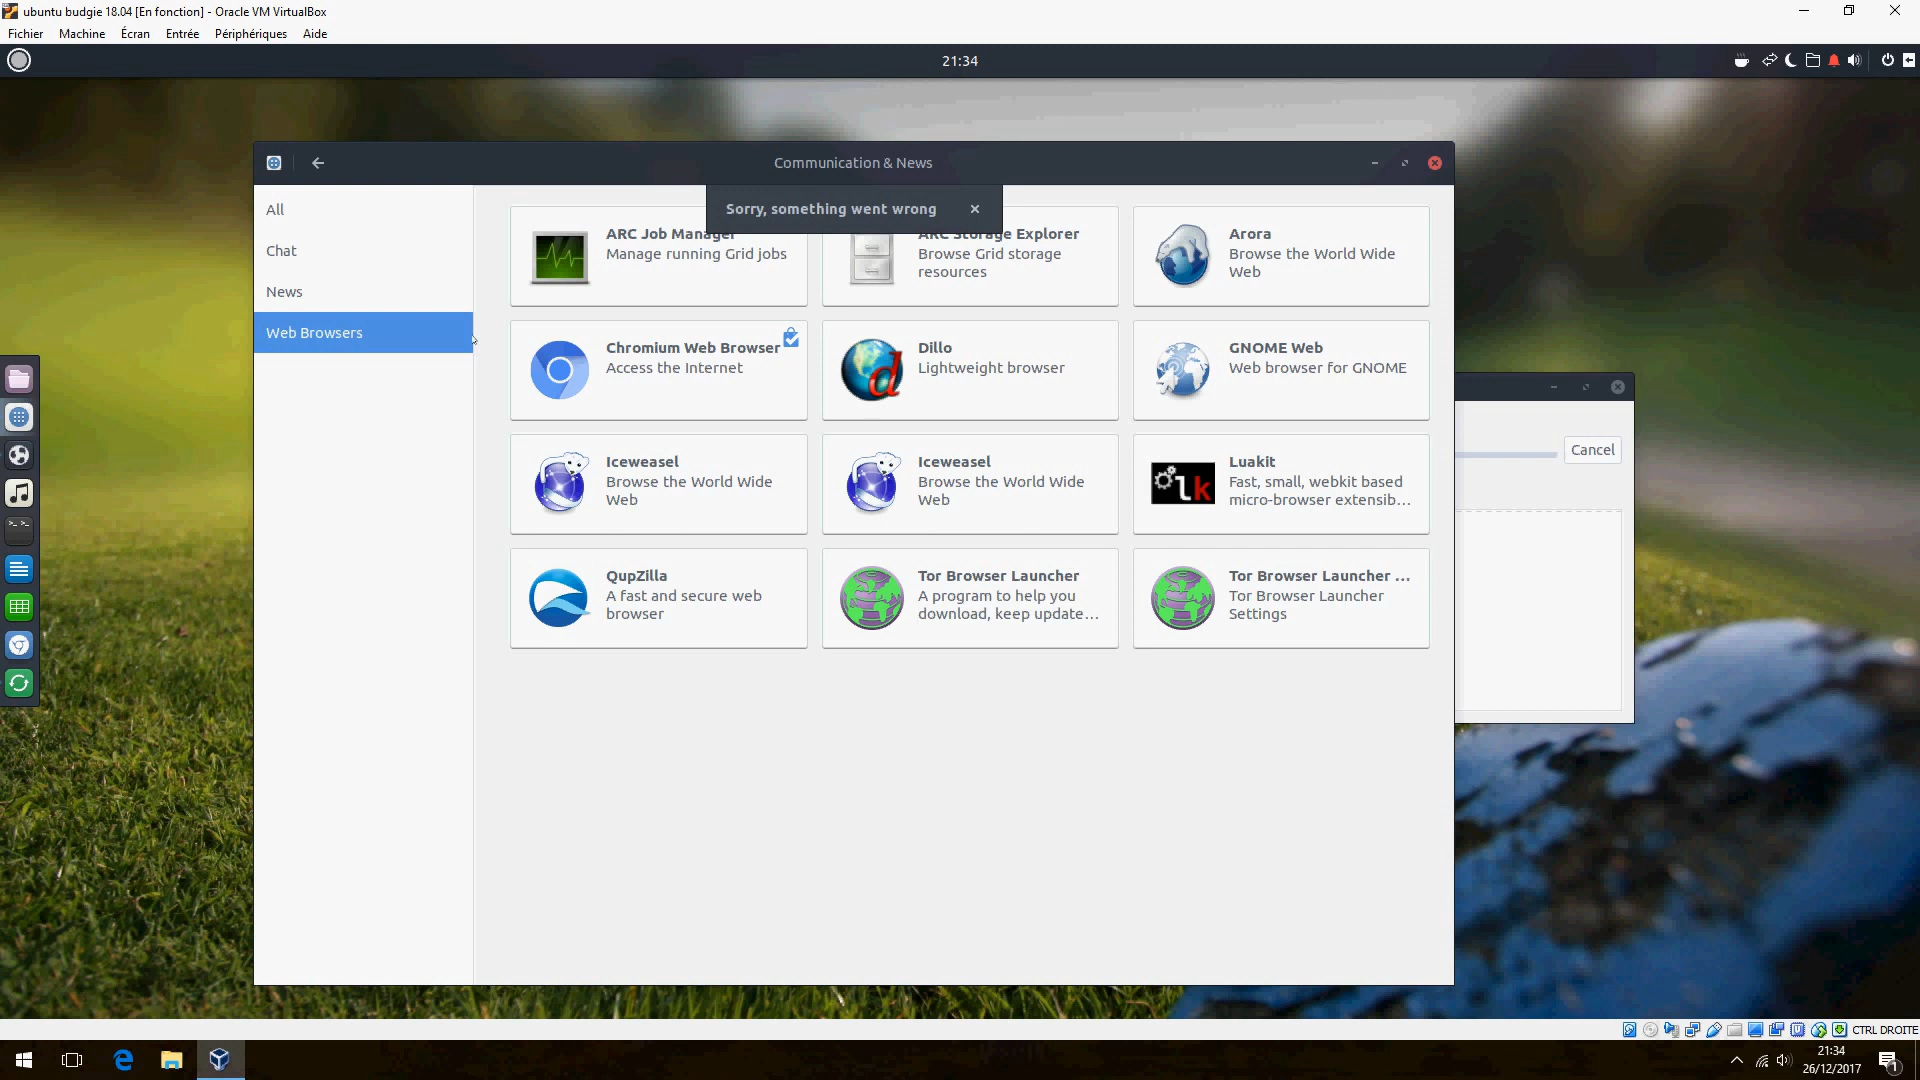 ubuntu budgie 18.04 [En fonction] - Oracle VM VirtualBox
Fichier Machine Écran Entrée Périphériques Aide
21:34
Communication & News
Sorry, something went wrong
All
Chat
News
Web Browsers
ARC Job Manager
Manage running Grid jobs
ARC Storage Explorer
Browse Grid storage
resources
Arora
Browse the World Wide
Web
Chromium Web Browser
Access the Internet
Dillo
Lightweight browser
GNOME Web
Web browser for GNOME
Cancel
Iceweasel
Browse the World Wide
Web
Iceweasel
Browse the World Wide
Web
Luakit
Fast, small, webkit based
micro-browser extensib...
QupZilla
A fast and secure web
browser
Tor Browser Launcher
A program to help you
download, keep update...
Tor Browser Launcher ...
Tor Browser Launcher
Settings
CTRL DROITE
21:34
26/12/2017
1